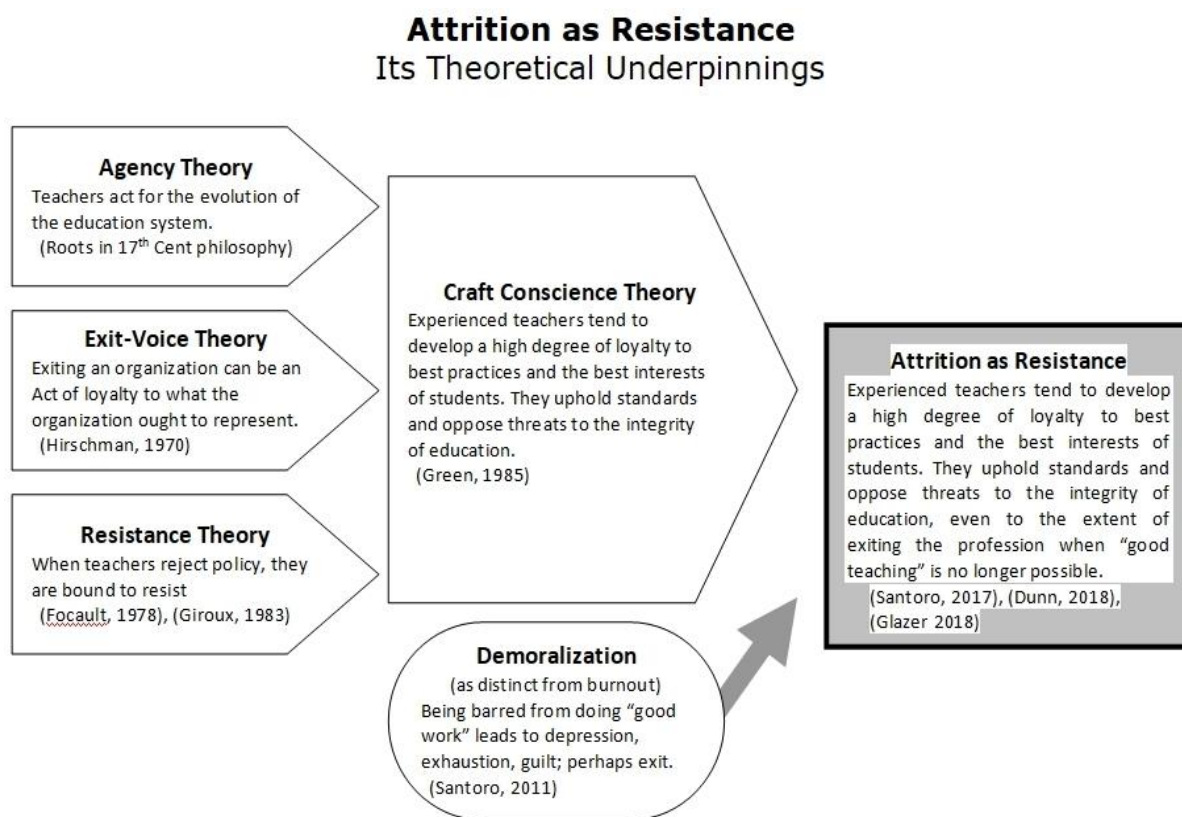 Attrition as Resistance
Its Theoretical Underpinnings
Agency Theory
Teachers act for the evolution of
the education system.
(Roots in 17th Cent philosophy)
Exit-Voice Theory
Exiting an organization can be an
Act of loyalty to what the
organization ought to represent.
(Hirschman, 1970)
Resistance Theory
When teachers reject policy, they
are bound to resist
(Focault, 1978), (Giroux, 1983)
Craft Conscience Theory
Experienced teachers tend to
develop a high degree of loyalty to
best practices and the best interests
of students. They uphold standards
and oppose threats to the integrity
of education.
(Green, 1985)
Demoralization
(as distinct from burnout)
Being barred from doing “good
work” leads to depression,
exhaustion, guilt; perhaps exit.
(Santoro, 2011)
Attrition as Resistance
Experienced teachers tend to develop
a high degree of loyalty to best
practices and the best interests of
students. They uphold standards and
oppose threats to the integrity of
education, even to the extent of
exiting the profession when “good
teaching” is no longer possible.
(Santoro, 2017), (Dunn, 2018),
(Glazer 2018)